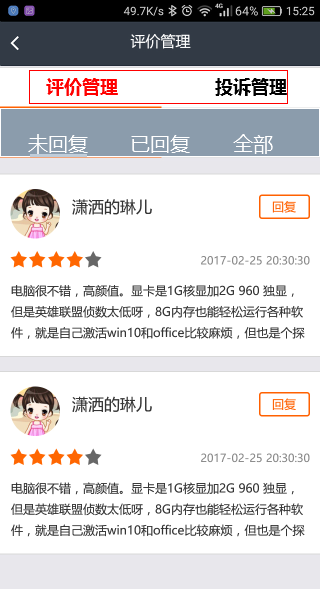 49.7K/s 4G 64% 15:25
评价管理
评价管理 投诉管理
未回复 已回复 全部
潇洒的琳儿 回复
2017-02-25 20:30:30
电脑很不错，高颜值。显卡是1G核显加2G 960 独显，
但是英雄联盟侦数太低呀，8G内存也能轻松运行各种软
件，就是自己激活win10和office比较麻烦，但也是个探
潇洒的琳儿 回复
2017-02-25 20:30:30
电脑很不错，高颜值。显卡是1G核显加2G 960 独显，
但是英雄联盟侦数太低呀，8G内存也能轻松运行各种软
件，就是自己激活win10和office比较麻烦，但也是个探